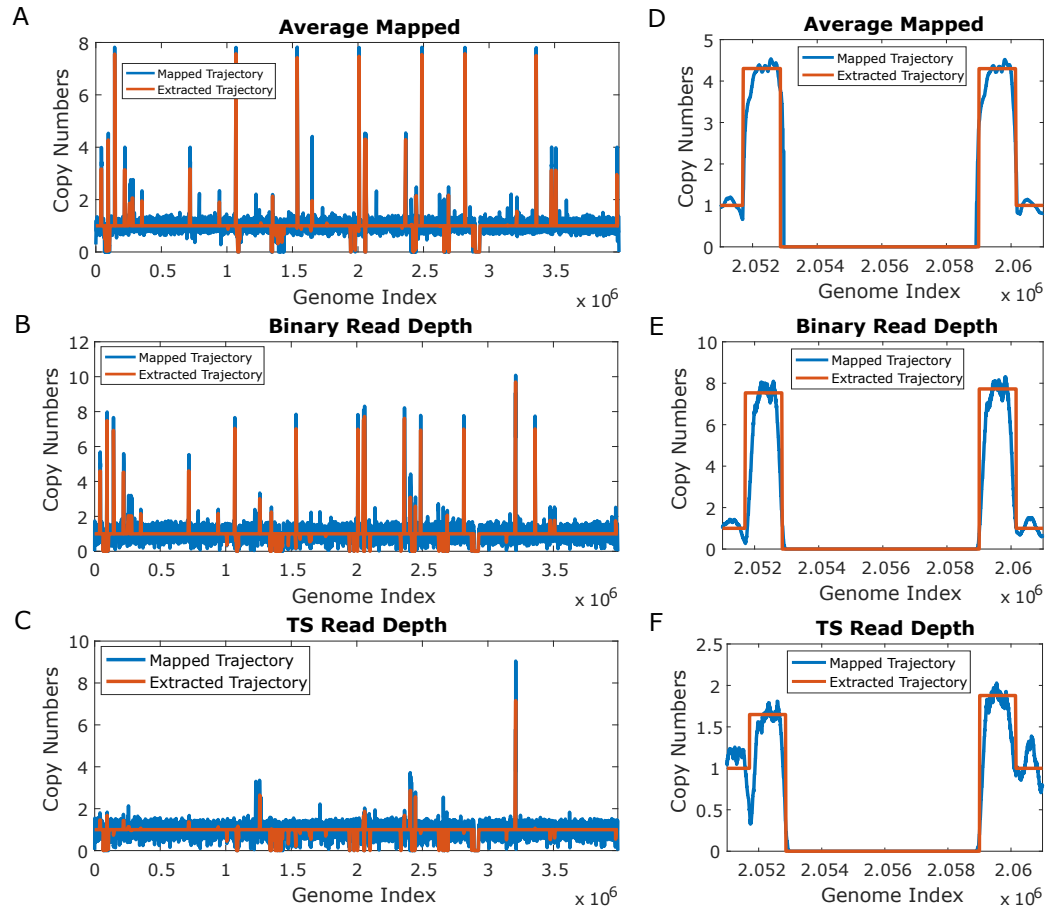 A
Average Mapped
8
6
4
2
0
Copy Numbers
Mapped Trajectory
Extracted Trajectory
0
1
1.5
2
2.5
3
3.5
Genome Index
x 10^6
B
Binary Read Depth
12
10
8
6
4
2
0
Copy Numbers
Mapped Trajectory
Extracted Trajectory
0
1
1.5
2
2.5
3
3.5
Genome Index
x 10^6
C
TS Read Depth
10
8
6
4
2
0
Copy Numbers
Mapped Trajectory
Extracted Trajectory
0
1
1.5
2
2.5
3
3.5
Genome Index
x 10^6
D
Average Mapped
5
4
3
2
1
0
Copy Numbers
Mapped Trajectory
Extracted Trajectory
2.052
2.054
2.056
2.058
2.06
Genome Index
x 10^6
E
Binary Read Depth
10
8
6
4
2
0
Copy Numbers
Mapped Trajectory
Extracted Trajectory
2.052
2.054
2.056
2.058
2.06
Genome Index
x 10^6
F
TS Read Depth
2.5
2
1.5
1
0.5
0
Copy Numbers
Mapped Trajectory
Extracted Trajectory
2.052
2.054
2.056
2.058
2.06
Genome Index
x 10^6